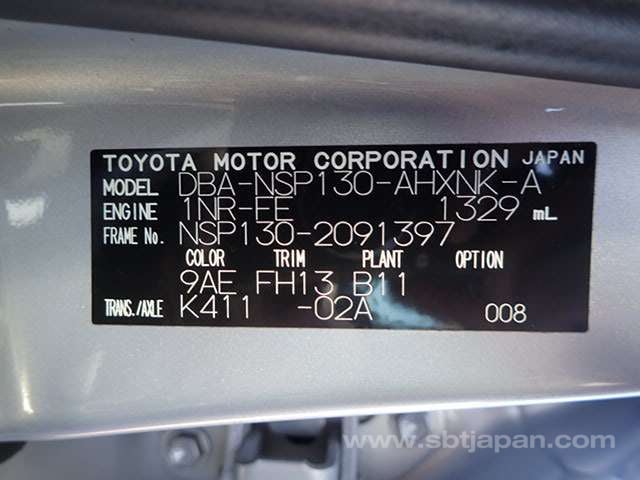 TOYOTA MOTOR CORPORATION JAPAN
MODEL DBA-NSP130-AHXNK-A
ENGINE 1NR-EE 1329 mL
FRAME No. NSP130-2091397
COLOR TRIM PLANT OPTION
9AE FH13 B11
TRANS./AXLE K411 -02A 008
www.sbtjapan.com